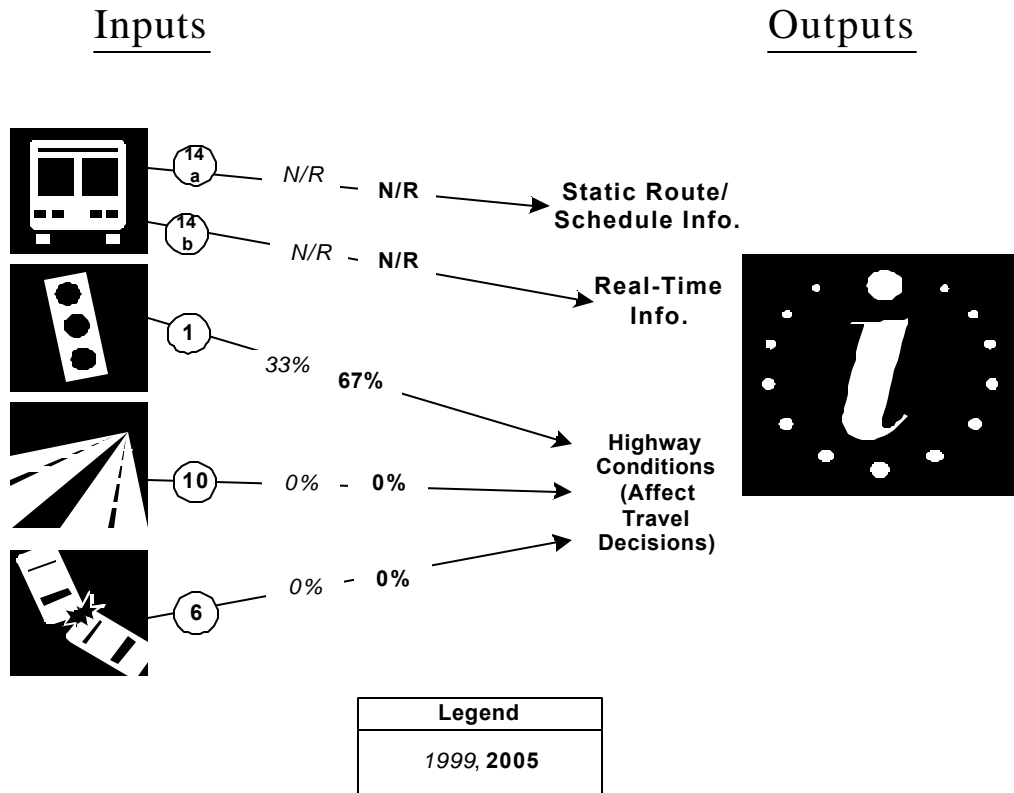 Inputs
Outputs
14
a
N/R
N/R
Static Route/
Schedule Info.
14
b
N/R
N/R
Real-Time
Info.
1
33%
67%
Highway
Conditions
(Affect
Travel
Decisions)
10
0%
0%
6
0%
0%
i
Legend
1999, 2005